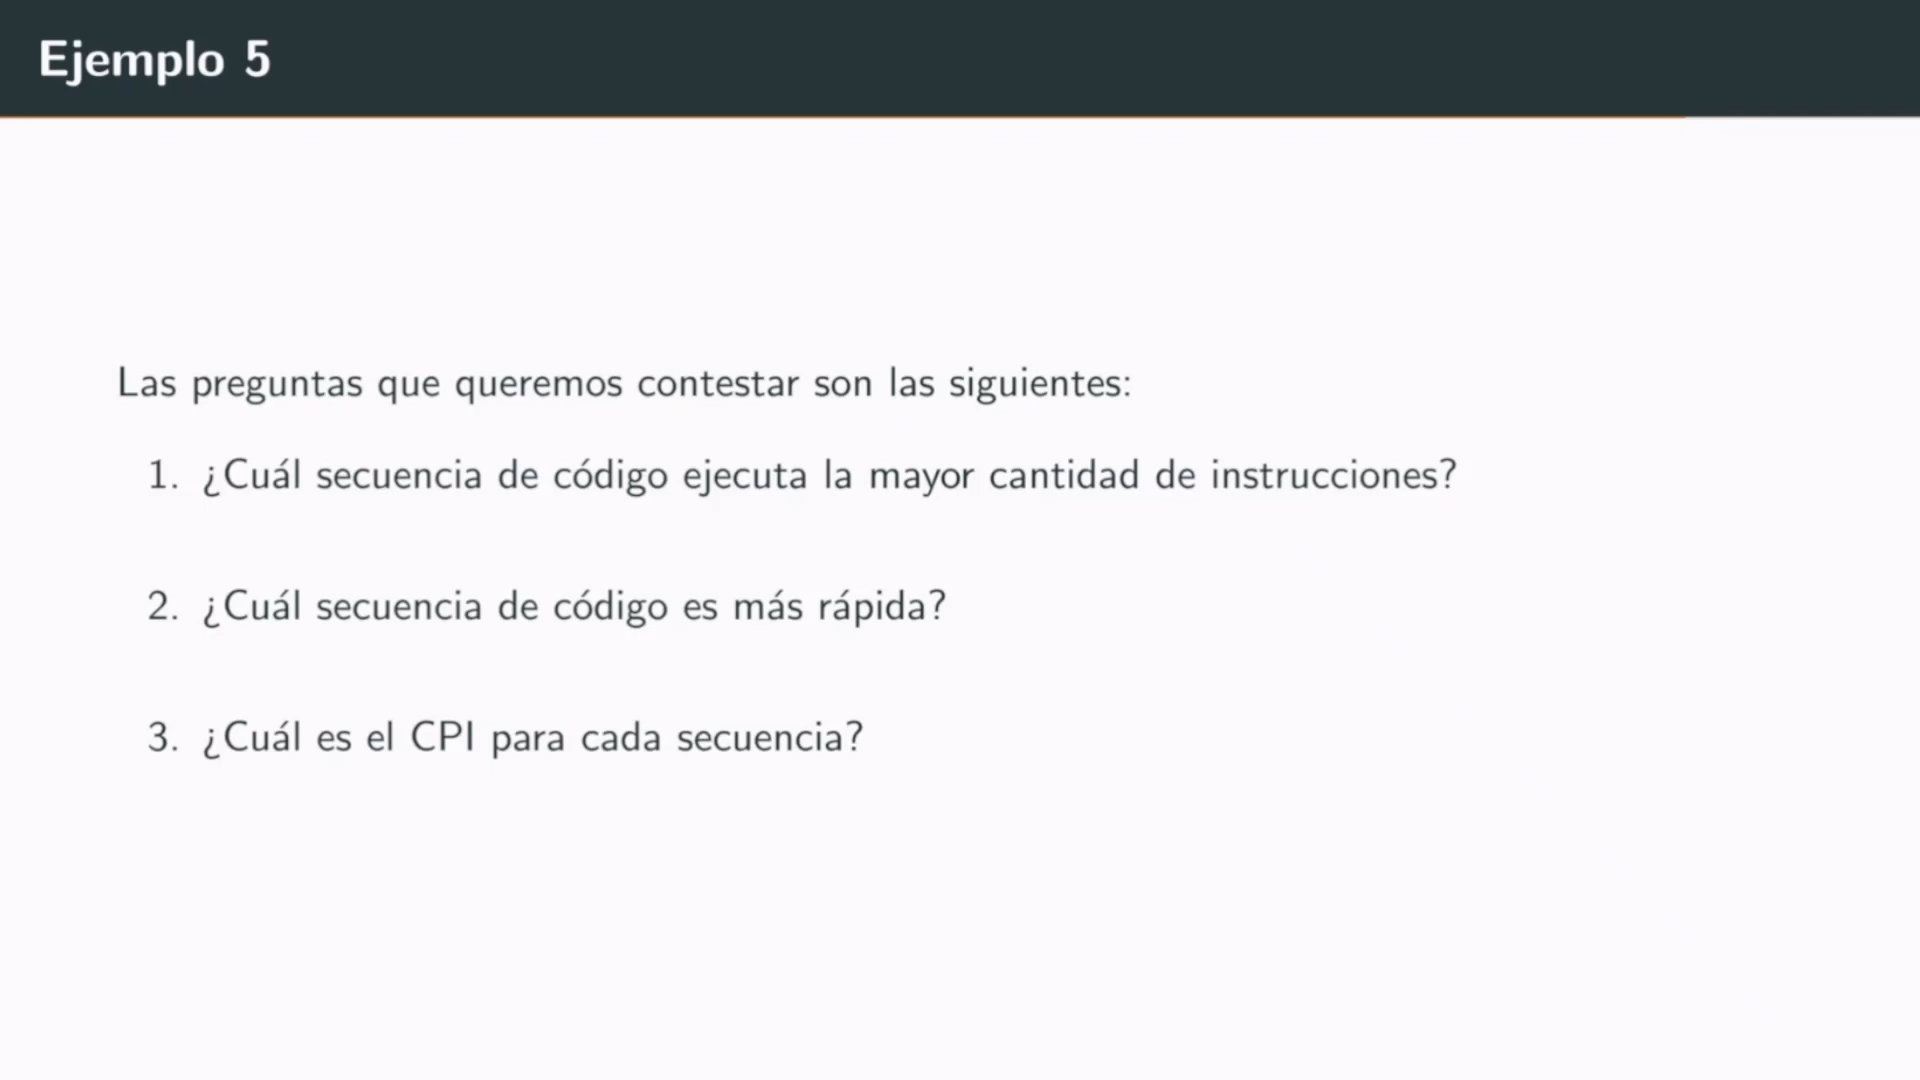 Ejemplo 5
Las preguntas que queremos contestar son las siguientes:
1. ¿Cuál secuencia de código ejecuta la mayor cantidad de instrucciones?
2. ¿Cuál secuencia de código es más rápida?
3. ¿Cuál es el CPI para cada secuencia?